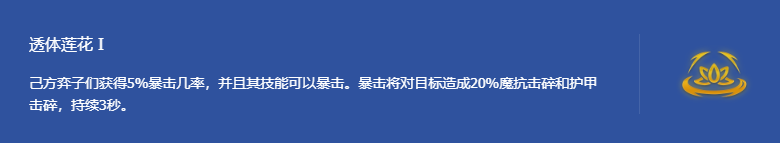 透体莲花 I
己方弈子们获得5%暴击几率，并且其技能可以暴击。暴击将对目标造成20%魔抗击碎和护甲
击碎，持续3秒。